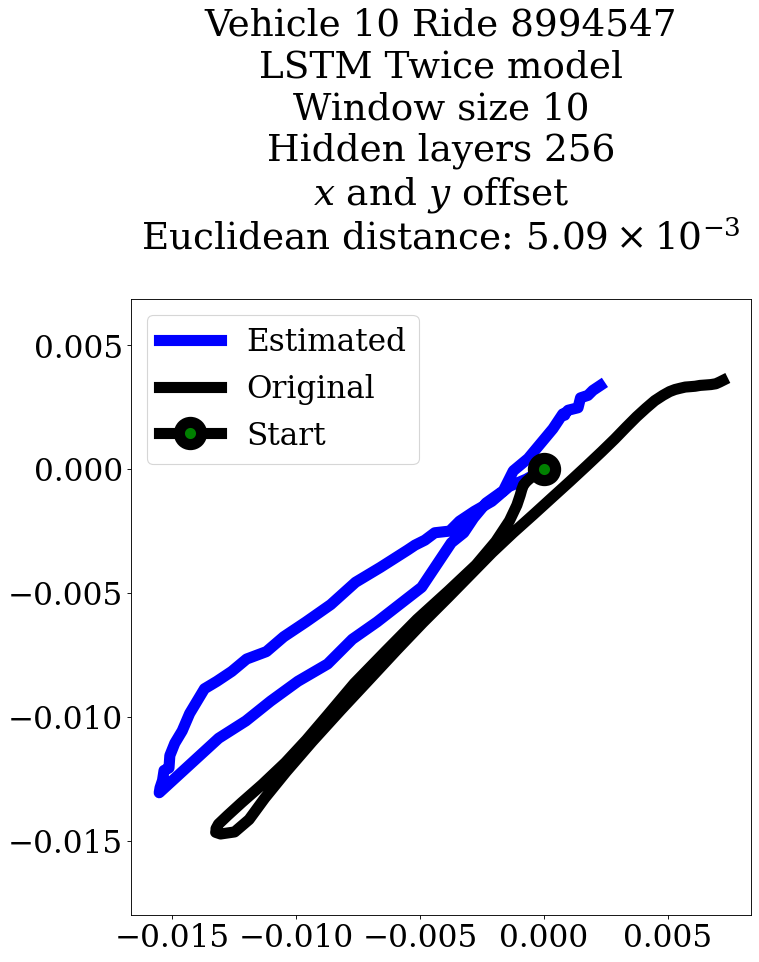 Vehicle 10 Ride 8994547
LSTM Twice model
Window size 10
Hidden layers 256
x and y offset
Euclidean distance: 5.09 × 10⁻³
Estimated
Original
Start
0.005
0.000
−0.005
−0.010
−0.015
−0.015 −0.010 −0.005 0.000 0.005